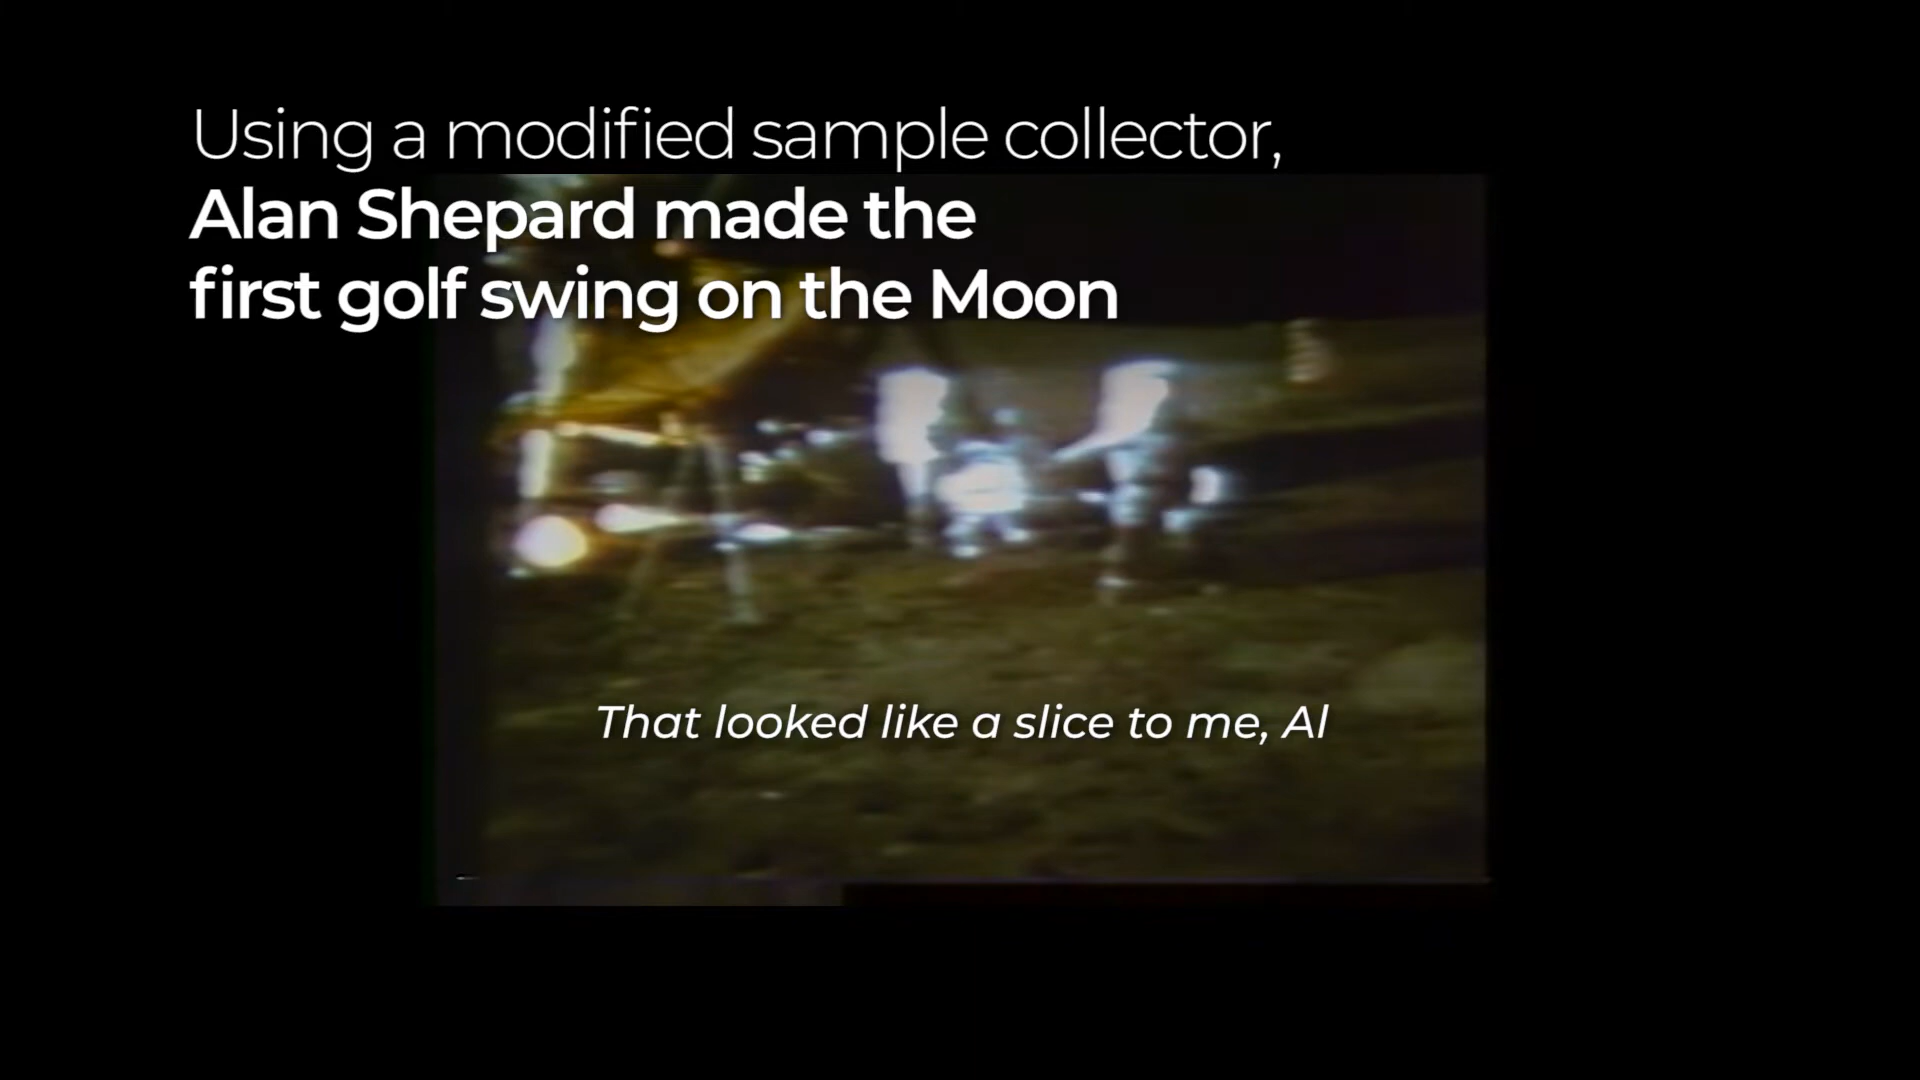 Using a modified sample collector,
Alan Shepard made the
first golf swing on the Moon
That looked like a slice to me, Al